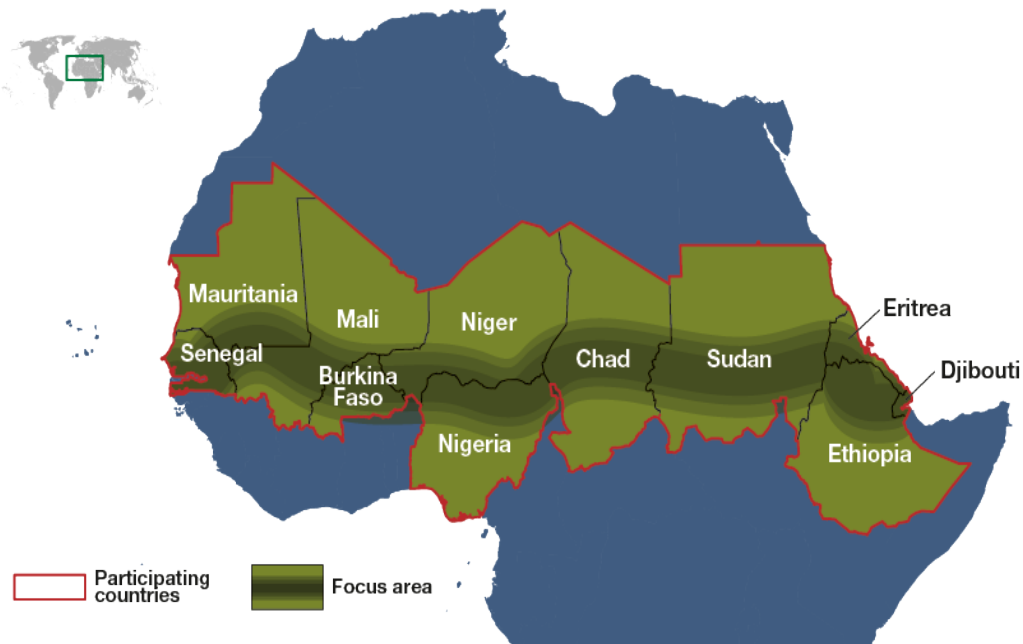 Mauritania
Mali
Niger
Eritrea
Senegal
Chad
Sudan
Djibouti
Burkina
Faso
Nigeria
Ethiopia
Participating
countries
Focus area